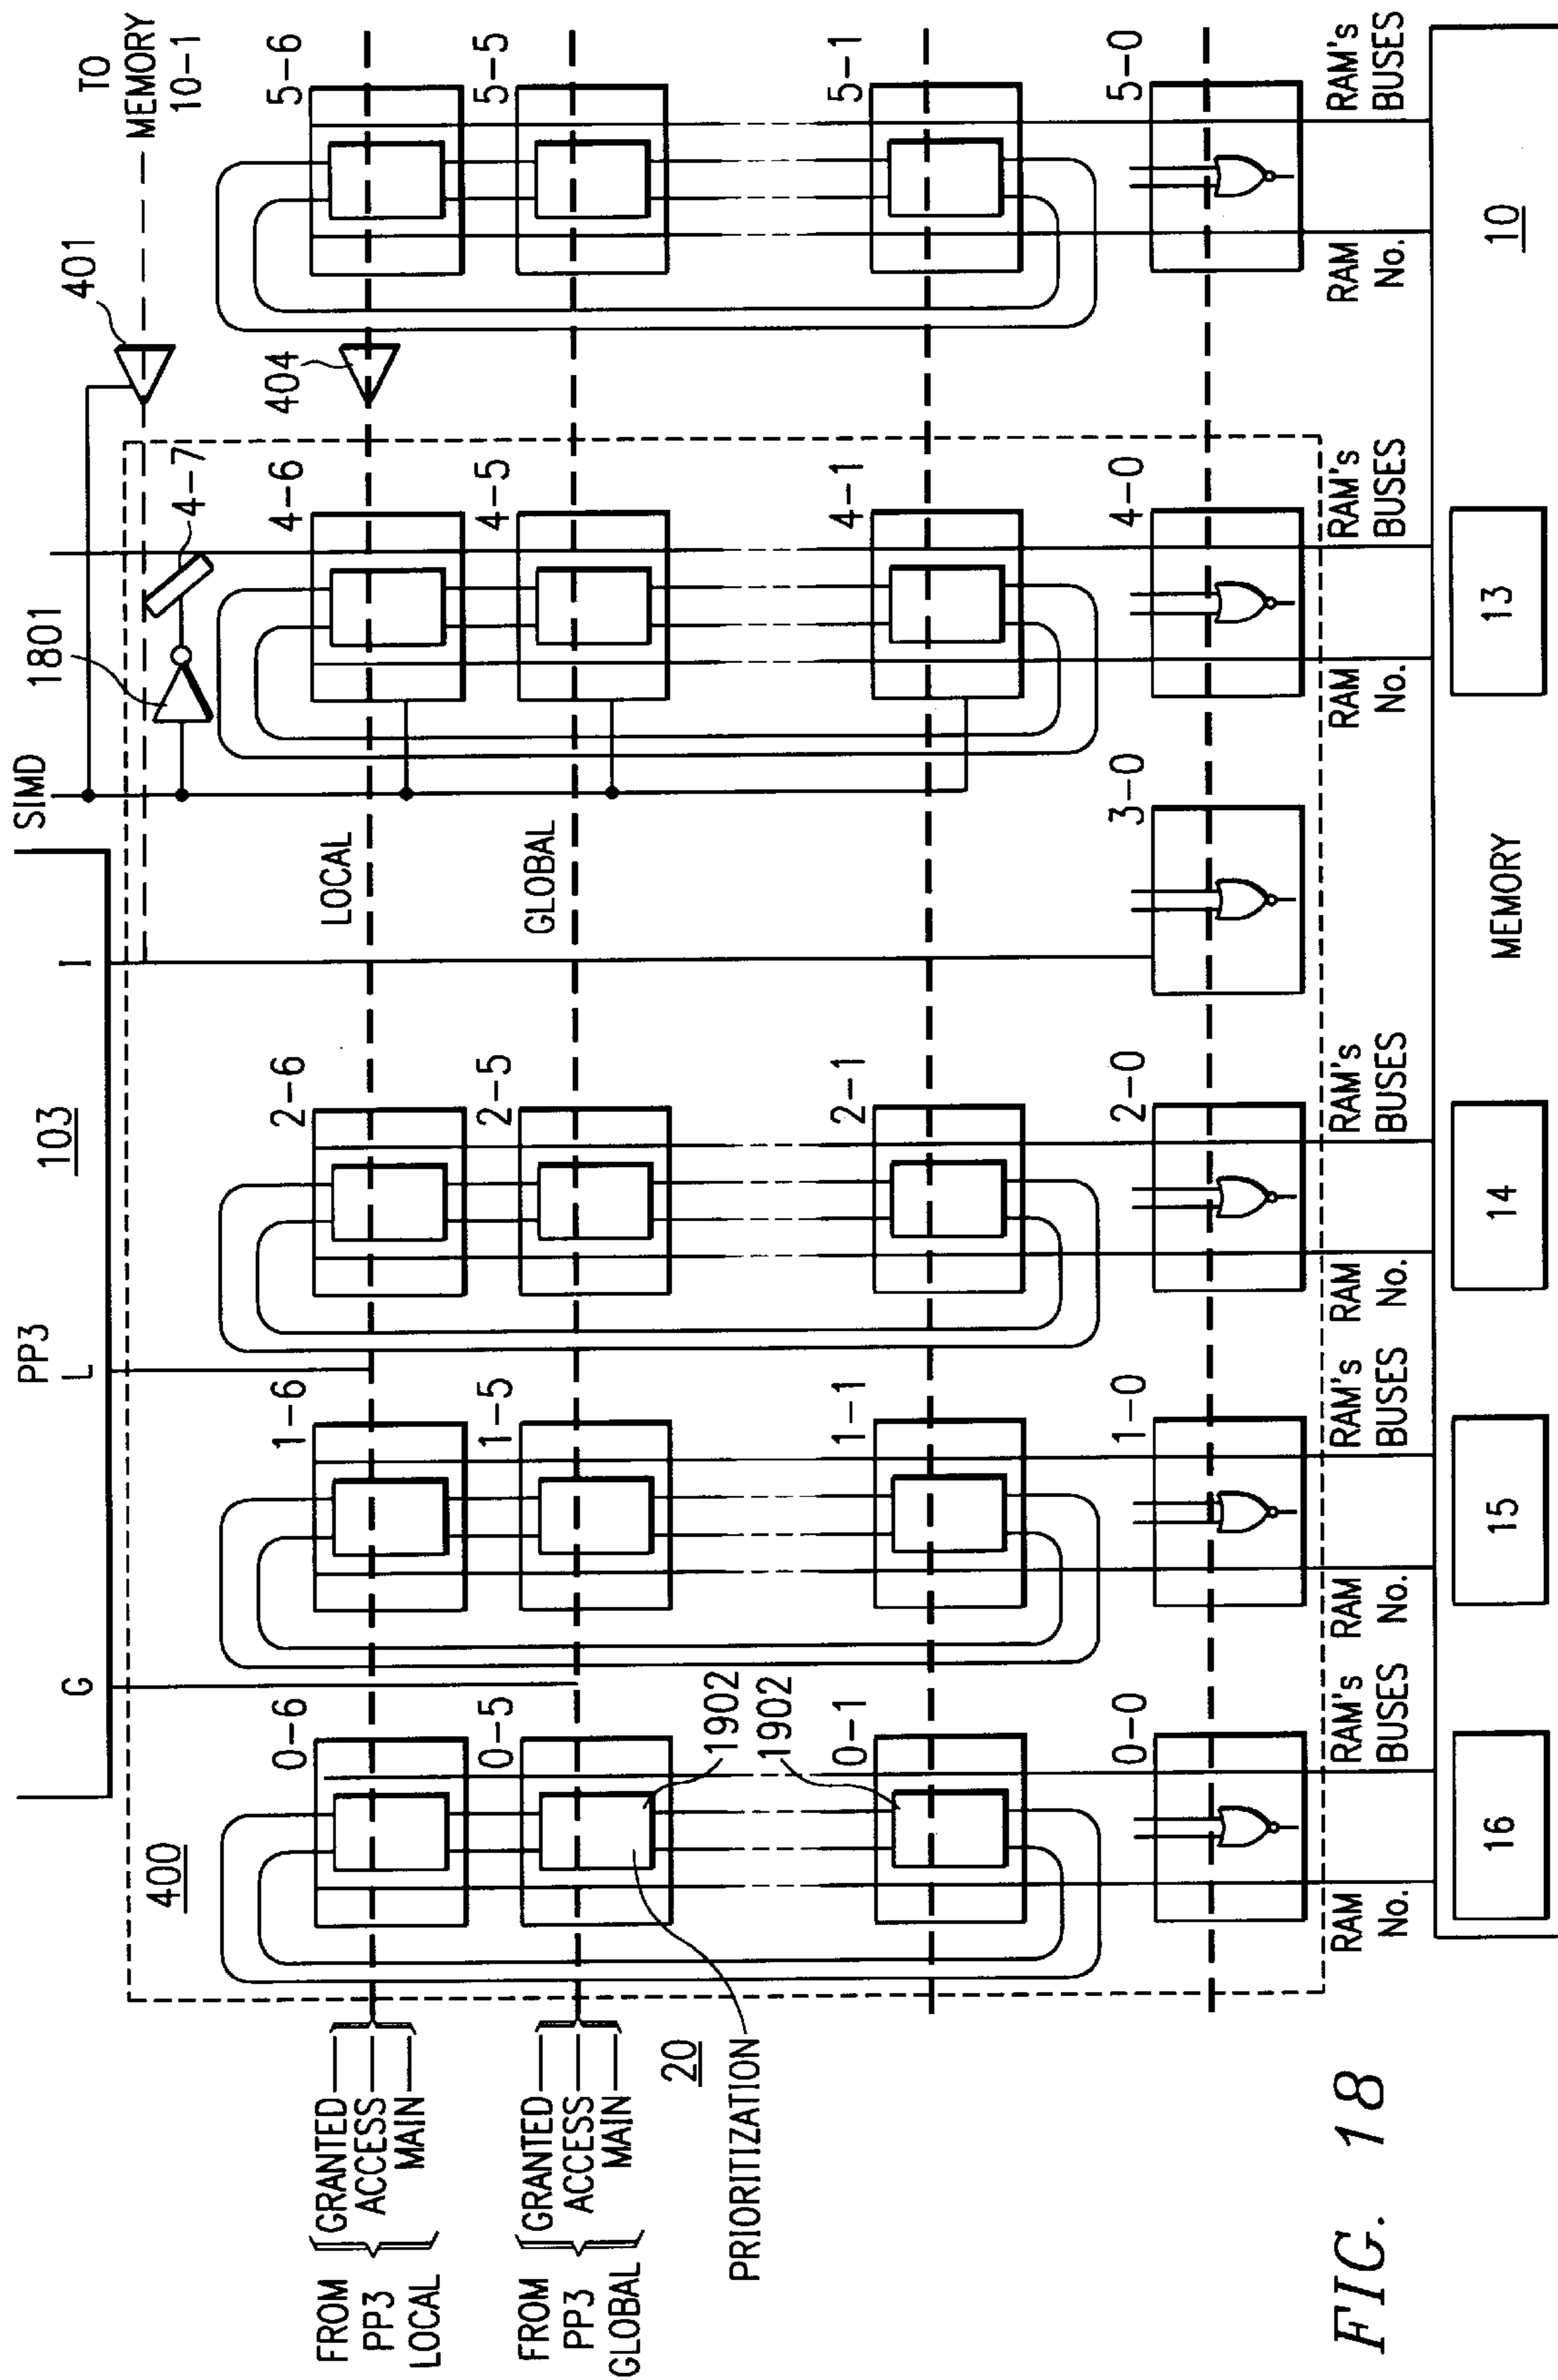 FIG. 18
FROM
PP3
LOCAL
GRANTED
ACCESS
MAIN
FROM
PP3
GLOBAL
GRANTED
ACCESS
MAIN
20
PRIORITIZATION
400
103
G
PP3
L
I
SIMD
1801
4-7
401
TO
MEMORY
10-1
404
LOCAL
GLOBAL
0-6
1-6
2-6
4-6
5-6
0-5
1-5
2-5
4-5
5-5
1902
1902
0-1
1-1
2-1
4-1
5-1
0-0
1-0
2-0
3-0
4-0
5-0
RAM
No.
RAM's
BUSES
RAM
No.
RAM's
BUSES
RAM
No.
RAM's
BUSES
RAM
No.
RAM's
BUSES
RAM
No.
RAM's
BUSES
16
15
14
MEMORY
13
10